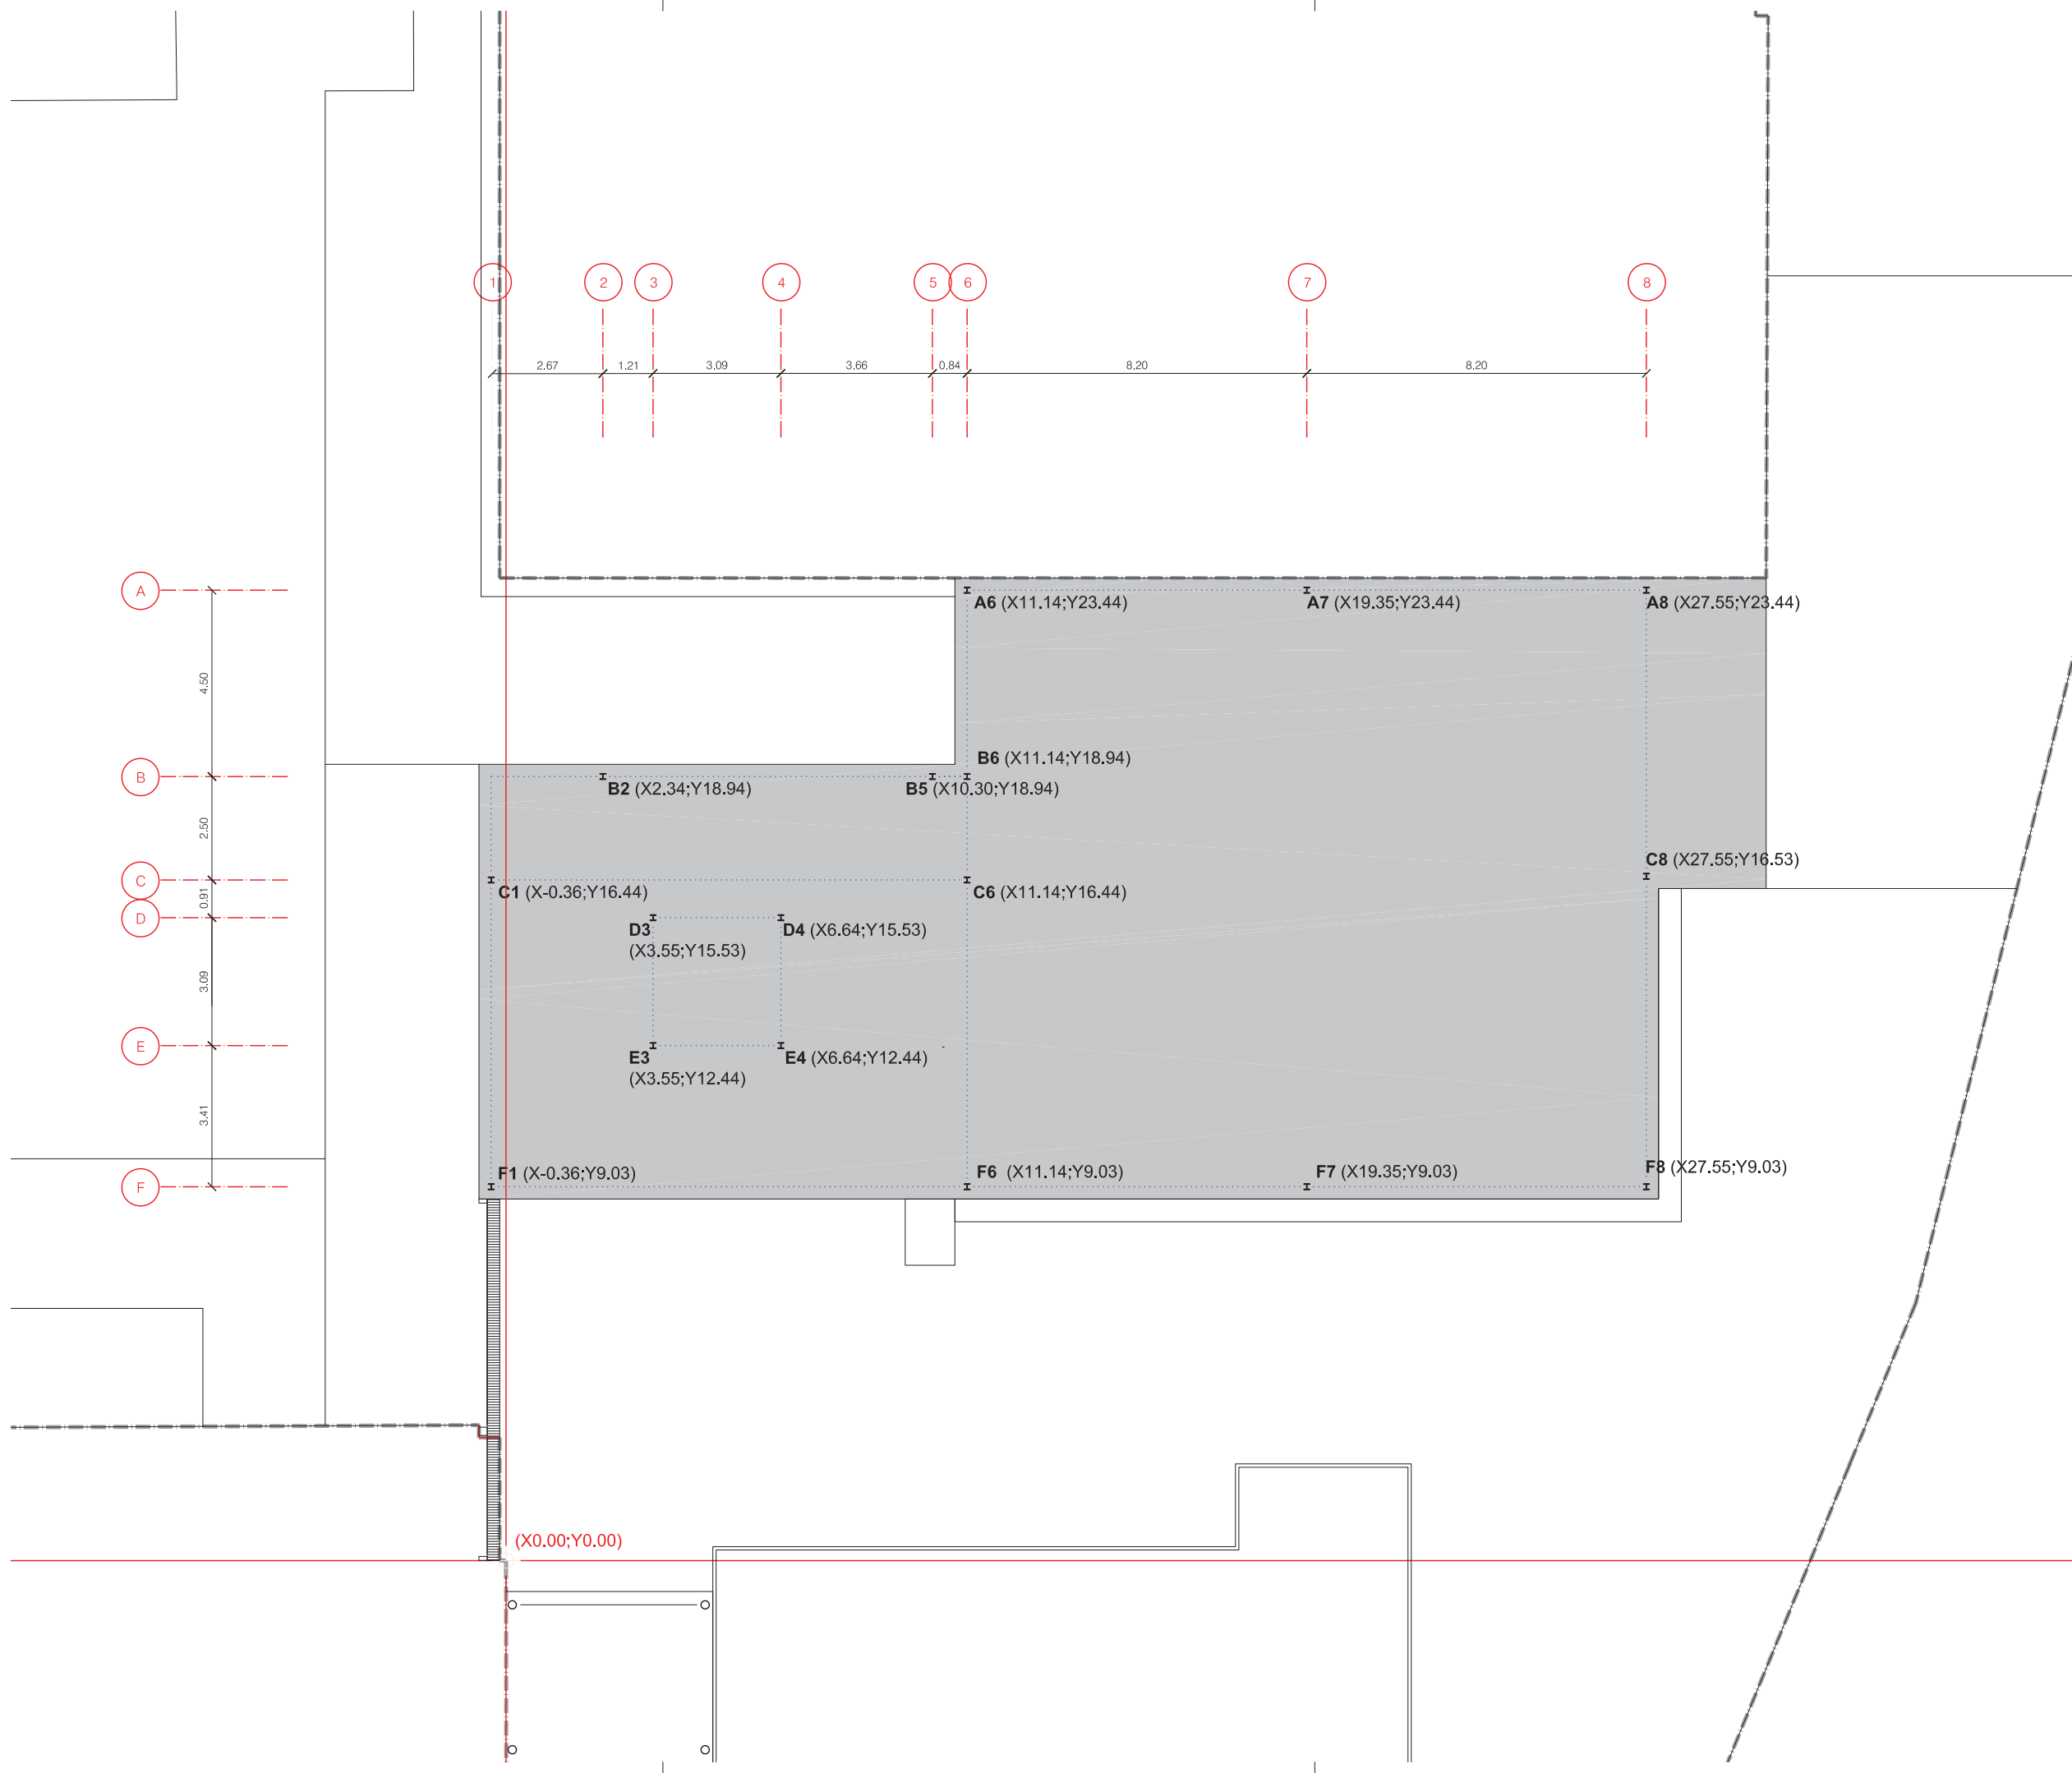 1 2 3 4 5 6 7 8
2.67 1.21 3.09 3.66 0.84 8.20 8.20
A
A6 (X11.14;Y23.44) A7 (X19.35;Y23.44) A8 (X27.55;Y23.44)
4.50
B6 (X11.14;Y18.94)
B
B2 (X2.34;Y18.94) B5 (X10.30;Y18.94)
2.50
C8 (X27.55;Y16.53)
C
C1 (X-0.36;Y16.44) C6 (X11.14;Y16.44)
0.91
D
D3 D4 (X6.64;Y15.53)
(X3.55;Y15.53)
3.09
E
E3 E4 (X6.64;Y12.44)
(X3.55;Y12.44)
3.41
F1 (X-0.36;Y9.03) F6 (X11.14;Y9.03) F7 (X19.35;Y9.03) F8 (X27.55;Y9.03)
F
(X0.00;Y0.00)